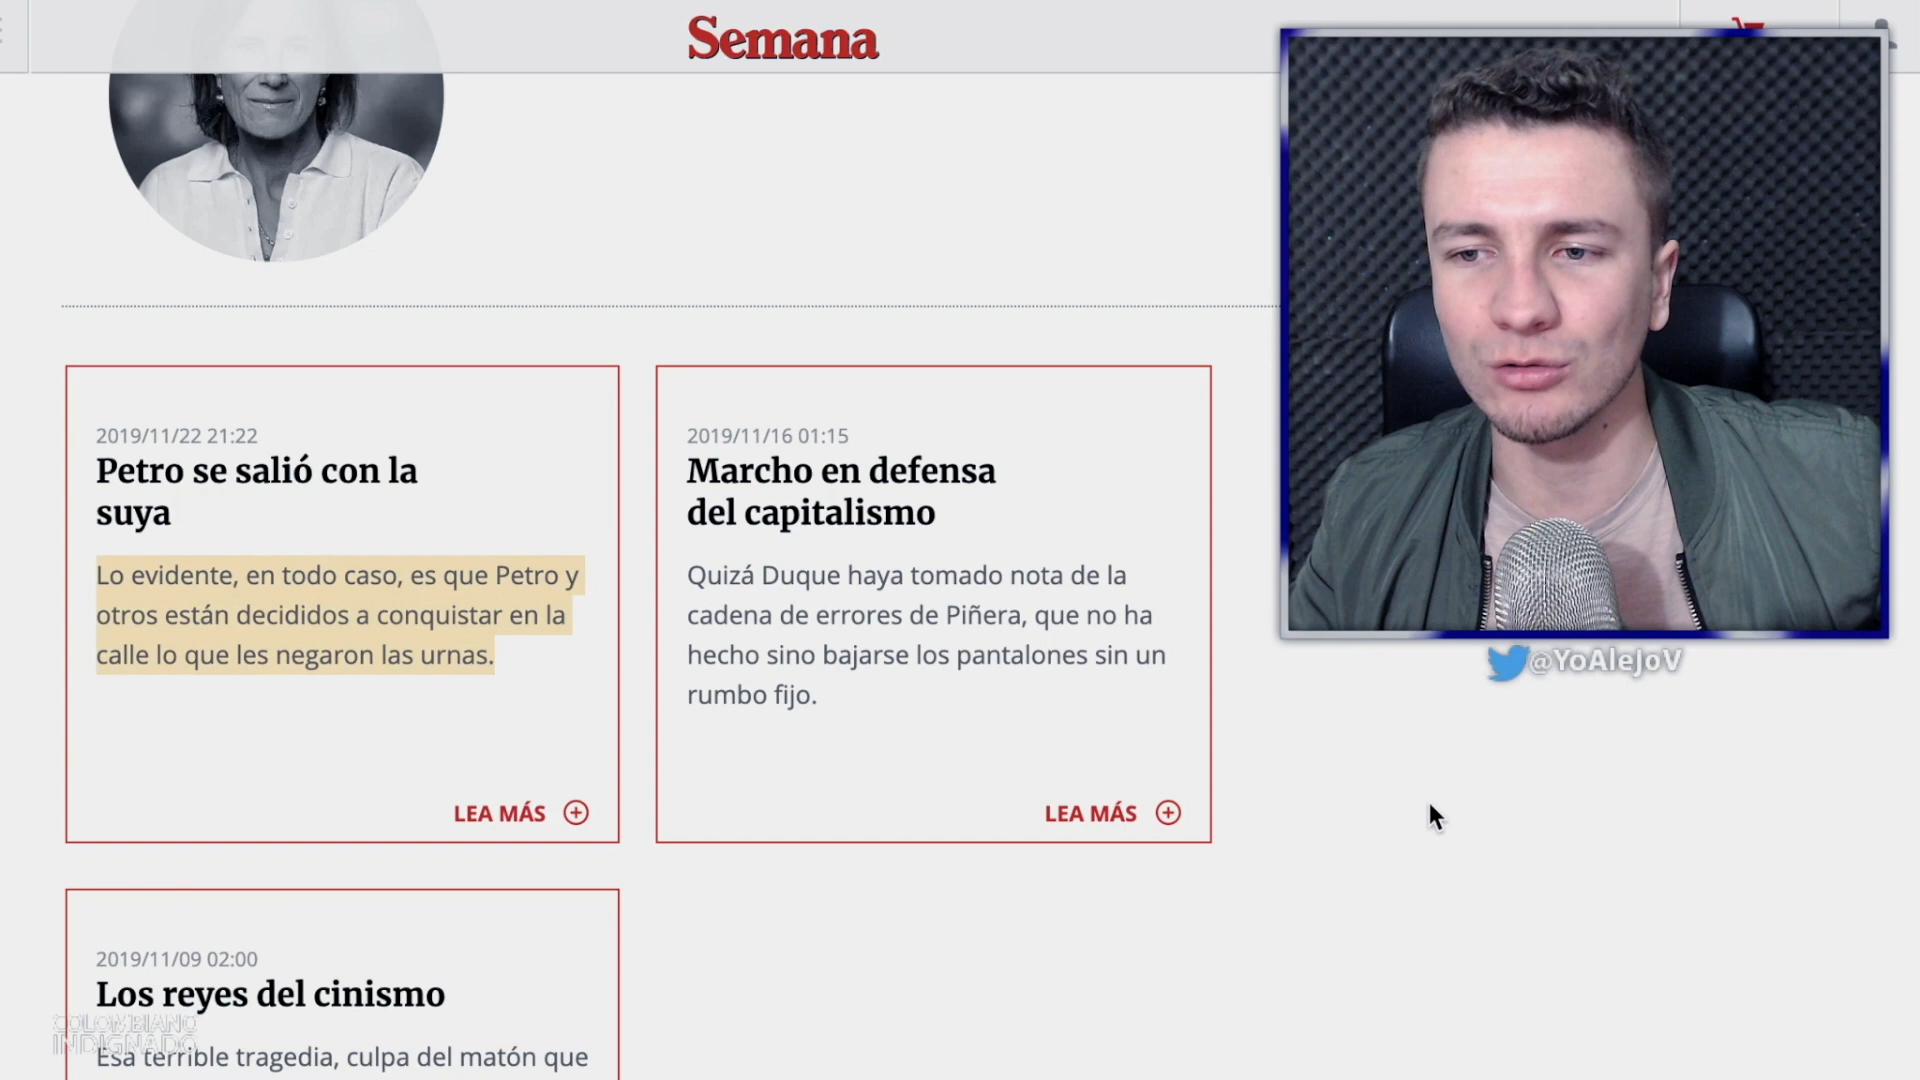 Semana
@YoAleJoV
2019/11/22 21:22
Petro se salió con la
suya
Lo evidente, en todo caso, es que Petro y
otros están decididos a conquistar en la
calle lo que les negaron las urnas.
LEA MÁS
2019/11/16 01:15
Marcho en defensa
del capitalismo
Quizá Duque haya tomado nota de la
cadena de errores de Piñera, que no ha
hecho sino bajarse los pantalones sin un
rumbo fijo.
LEA MÁS
2019/11/09 02:00
Los reyes del cinismo
Esa terrible tragedia, culpa del matón que
COLOMBIANO
INDIGNADO